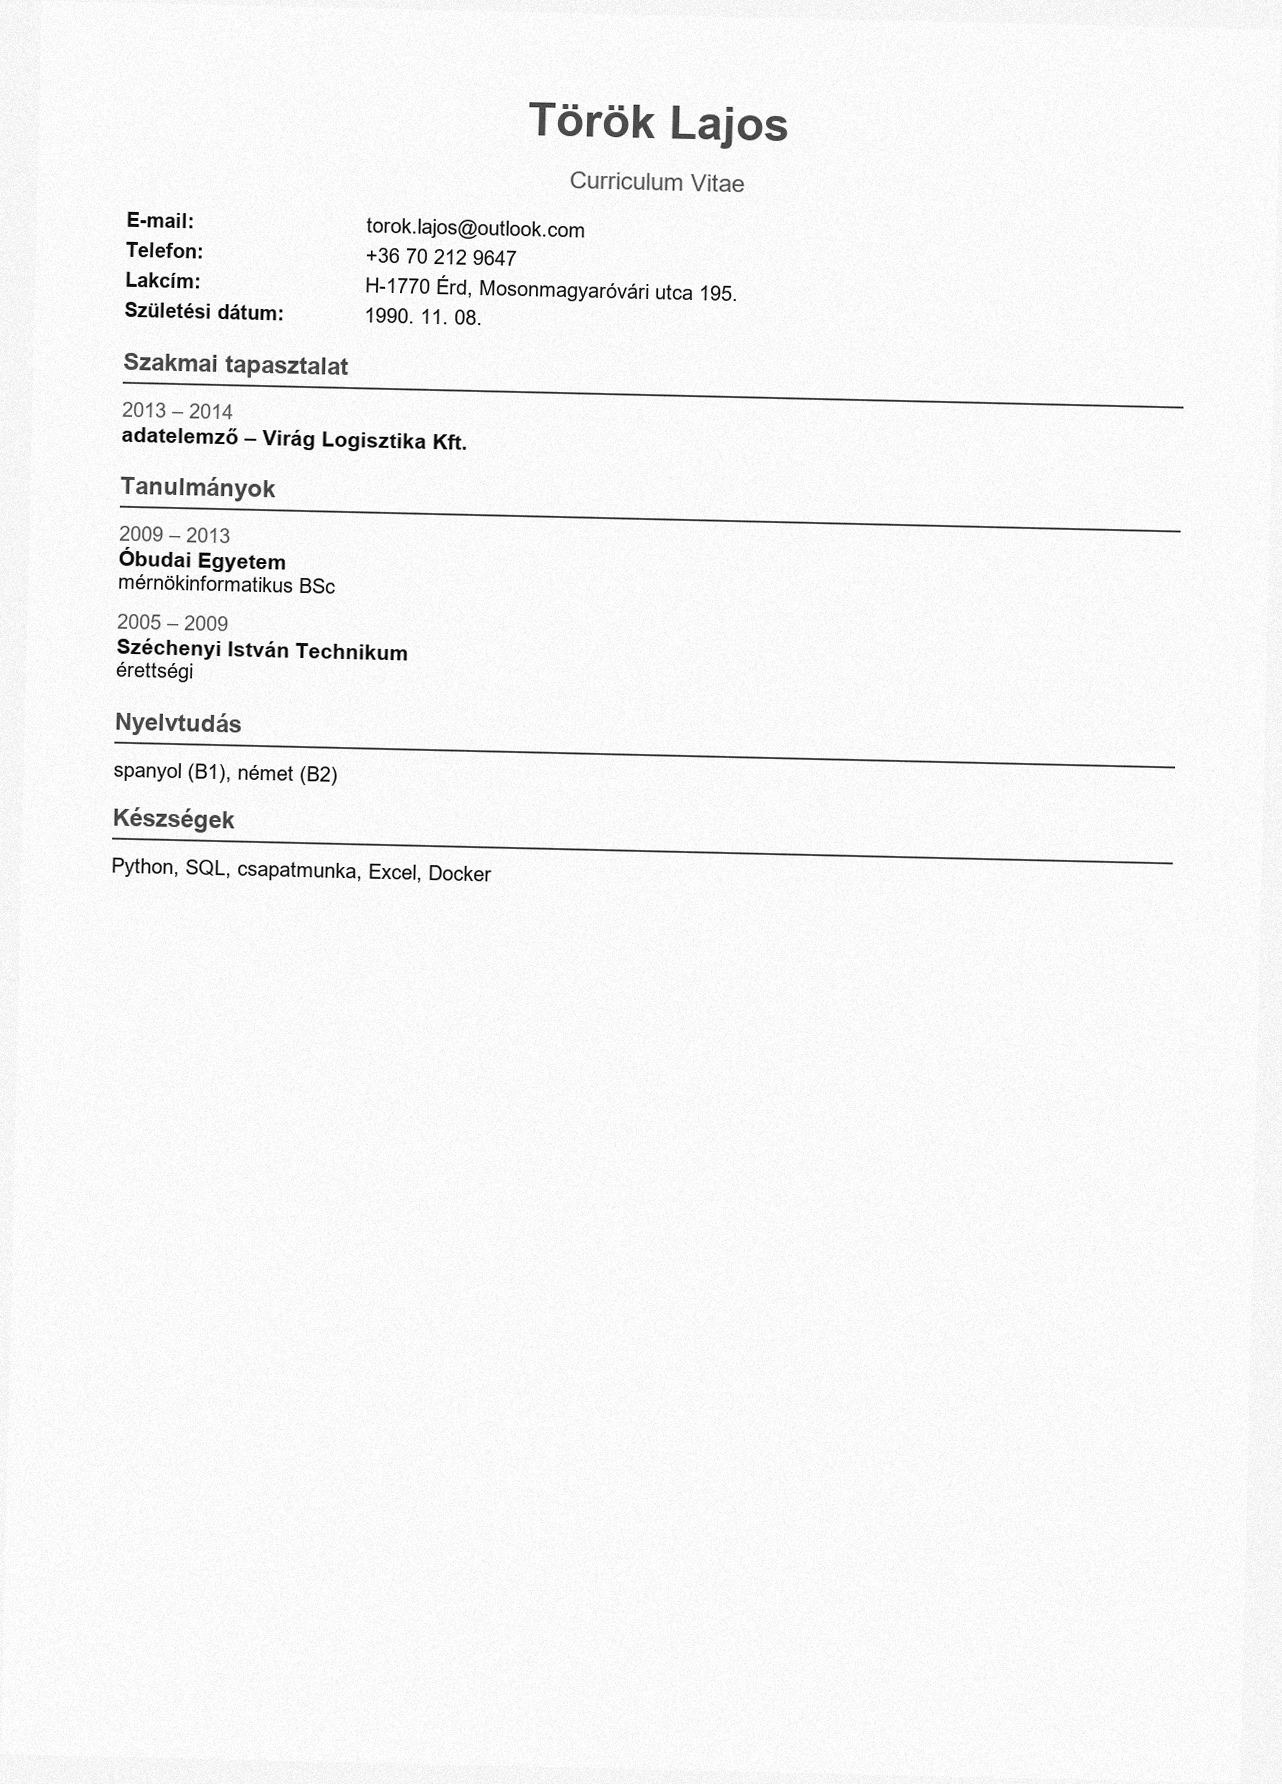 Török Lajos
Curriculum Vitae
E-mail: torok.lajos@outlook.com
Telefon: +36 70 212 9647
Lakcím: H-1770 Érd, Mosonmagyaróvári utca 195.
Születési dátum: 1990. 11. 08.
Szakmai tapasztalat
2013 – 2014
adatelemző – Virág Logisztika Kft.
Tanulmányok
2009 – 2013
Óbudai Egyetem
mérnökinformatikus BSc
2005 – 2009
Széchenyi István Technikum
érettségi
Nyelvtudás
spanyol (B1), német (B2)
Készségek
Python, SQL, csapatmunka, Excel, Docker